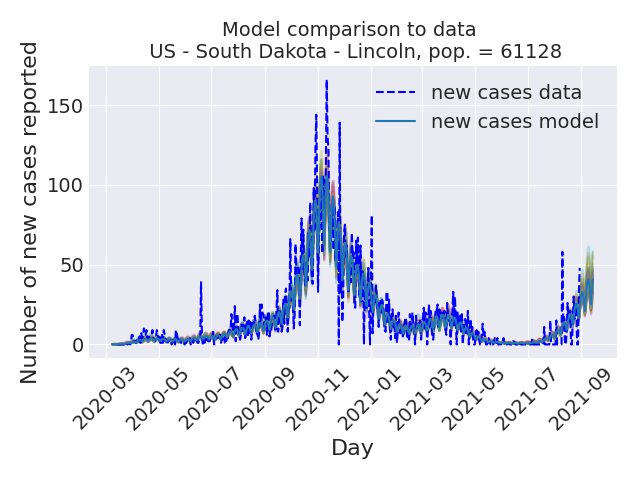 Model comparison to data
US - South Dakota - Lincoln, pop. = 61128
Number of new cases reported
150
100
50
0
new cases data
new cases model
2020-03
2020-05
2020-07
2020-09
2020-11
2021-01
2021-03
2021-05
2021-07
2021-09
Day